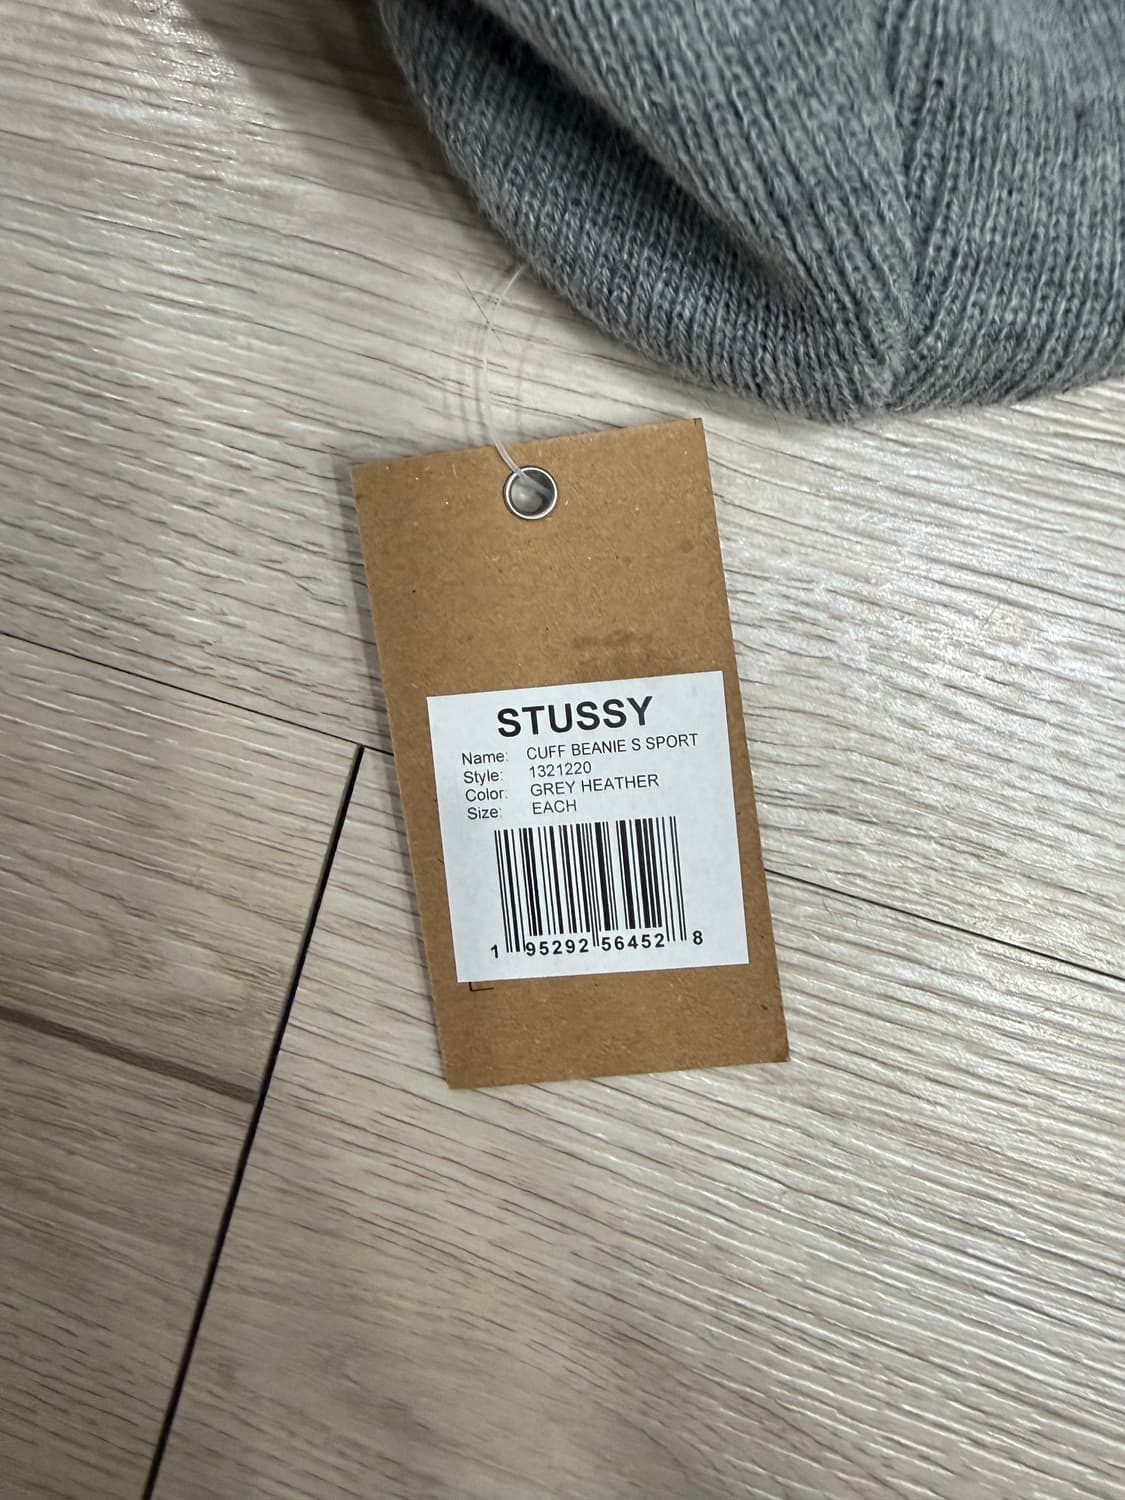 STUSSY
Name: CUFF BEANIE S SPORT
Style: 1321220
Color: GREY HEATHER
Size: EACH
1 95292 56452 8